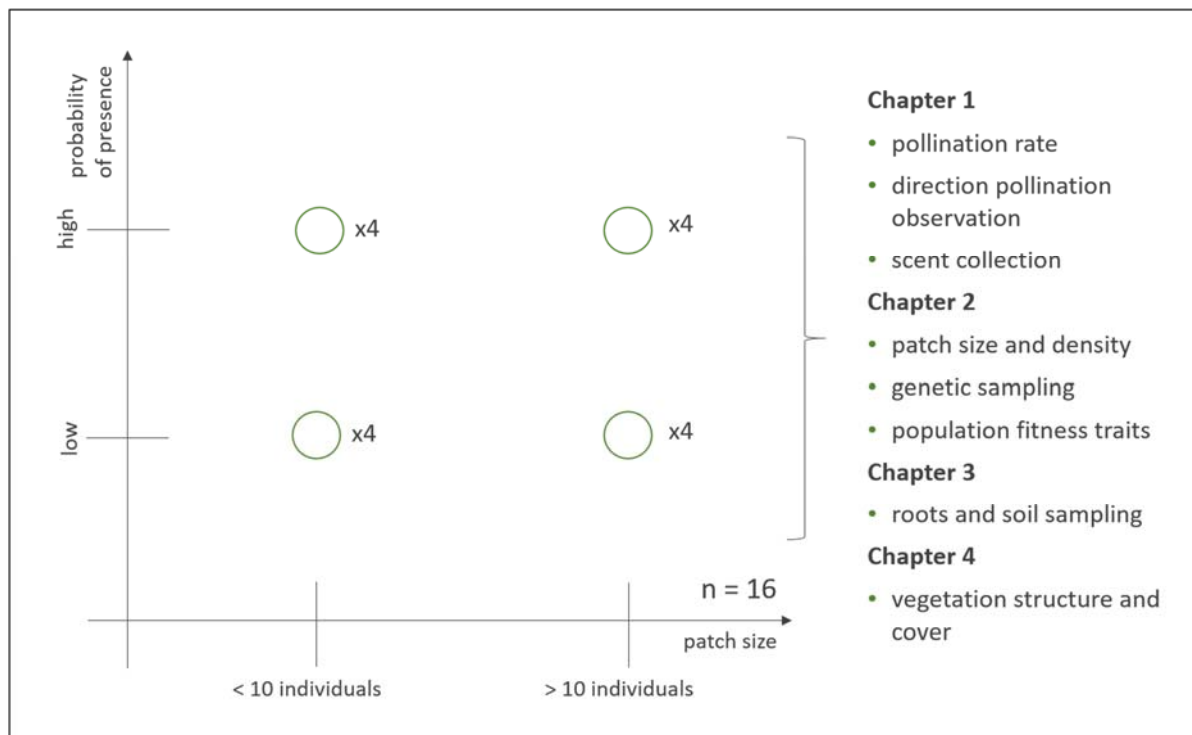 probability
of presence
high
x4
x4
low
x4
x4
n = 16
patch size
< 10 individuals
> 10 individuals
Chapter 1
• pollination rate
• direction pollination
observation
• scent collection
Chapter 2
• patch size and density
• genetic sampling
• population fitness traits
Chapter 3
• roots and soil sampling
Chapter 4
• vegetation structure and
cover